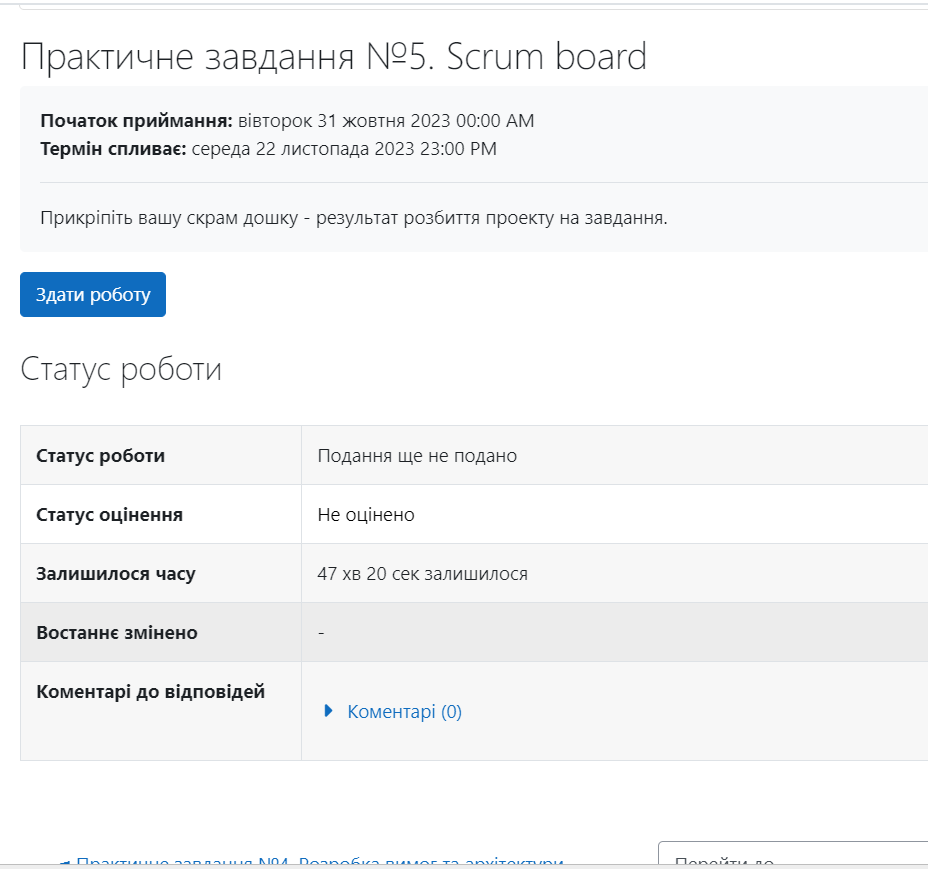 Практичне завдання №5. Scrum board
Початок приймання: вівторок 31 жовтня 2023 00:00 AM
Термін спливає: середа 22 листопада 2023 23:00 PM
Прикріпіть вашу скрам дошку - результат розбиття проекту на завдання.
Здати роботу
Статус роботи
Статус роботи Подання ще не подано
Статус оцінення Не оцінено
Залишилося часу 47 хв 20 сек залишилося
Востаннє змінено -
Коментарі до відповідей Коментарі (0)
◄ Практичне завдання №4. Розробка вимог та архітектури Перейти до